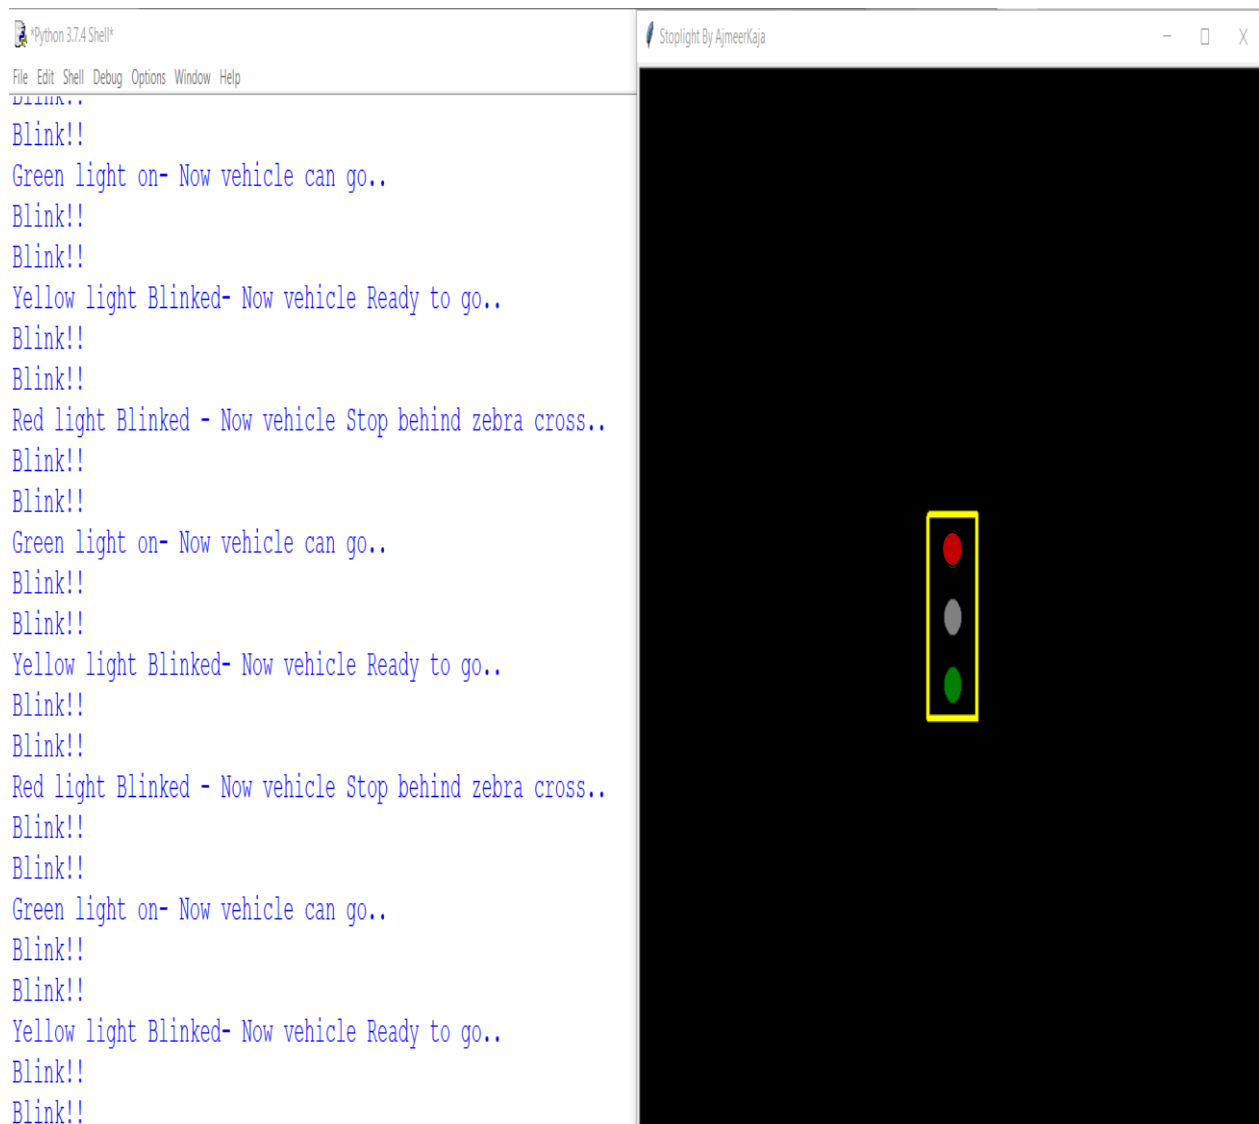 *Python 3.7.4 Shell*
File Edit Shell Debug Options Window Help
Blink!!
Blink!!
Green light on- Now vehicle can go..
Blink!!
Blink!!
Yellow light Blinked- Now vehicle Ready to go..
Blink!!
Blink!!
Red light Blinked - Now vehicle Stop behind zebra cross..
Blink!!
Blink!!
Green light on- Now vehicle can go..
Blink!!
Blink!!
Yellow light Blinked- Now vehicle Ready to go..
Blink!!
Blink!!
Red light Blinked - Now vehicle Stop behind zebra cross..
Blink!!
Blink!!
Green light on- Now vehicle can go..
Blink!!
Blink!!
Yellow light Blinked- Now vehicle Ready to go..
Blink!!
Blink!!
Stoplight By AjmeerKaja